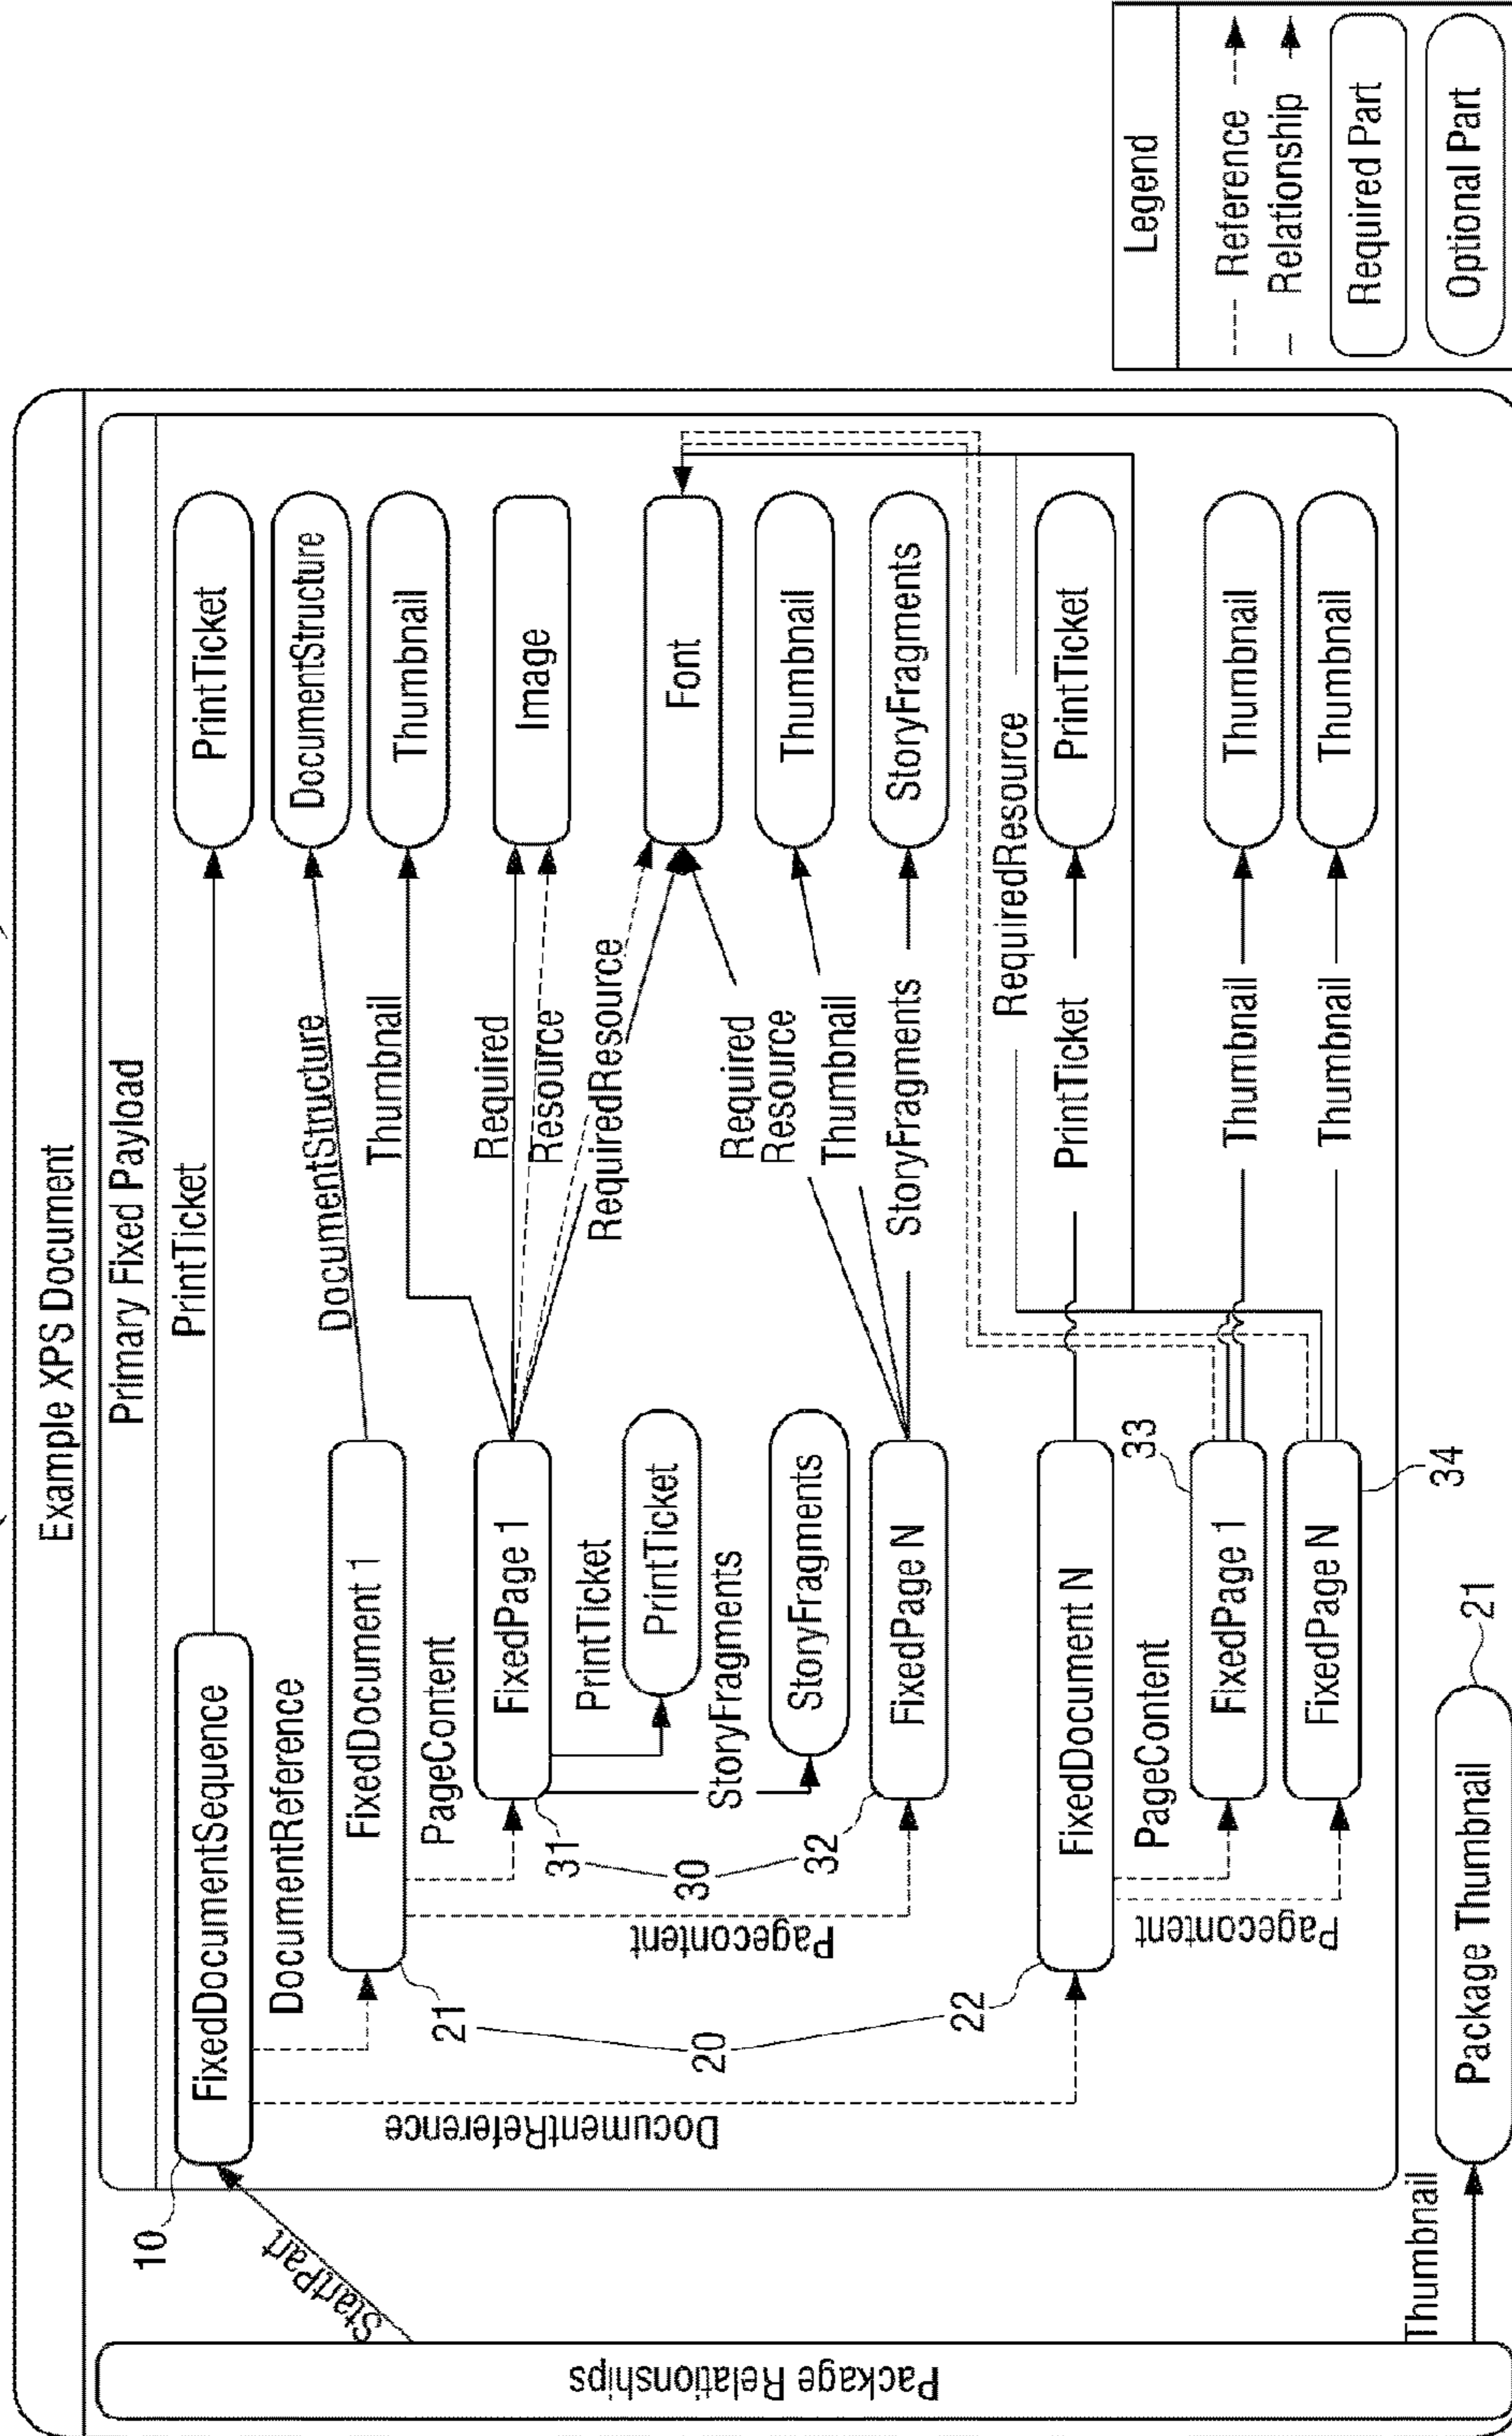 Example XPS Document
Primary Fixed Payload
Package Relationships
StartPart
10
FixedDocumentSequence
PrintTicket
PrintTicket
DocumentReference
DocumentReference
21
FixedDocument 1
DocumentStructure
DocumentStructure
PageContent
Pagecontent
20
30
31
FixedPage 1
Thumbnail
Thumbnail
Required
Resource
Image
RequiredResource
Font
PrintTicket
PrintTicket
StoryFragments
StoryFragments
32
FixedPage N
Required
Resource
Thumbnail
Thumbnail
StoryFragments
StoryFragments
RequiredResource
22
FixedDocument N
PrintTicket
PrintTicket
PageContent
Pagecontent
33
FixedPage 1
Thumbnail
Thumbnail
FixedPage N
34
Thumbnail
Thumbnail
Thumbnail
Package Thumbnail
21
Legend
Reference
Relationship
Required Part
Optional Part